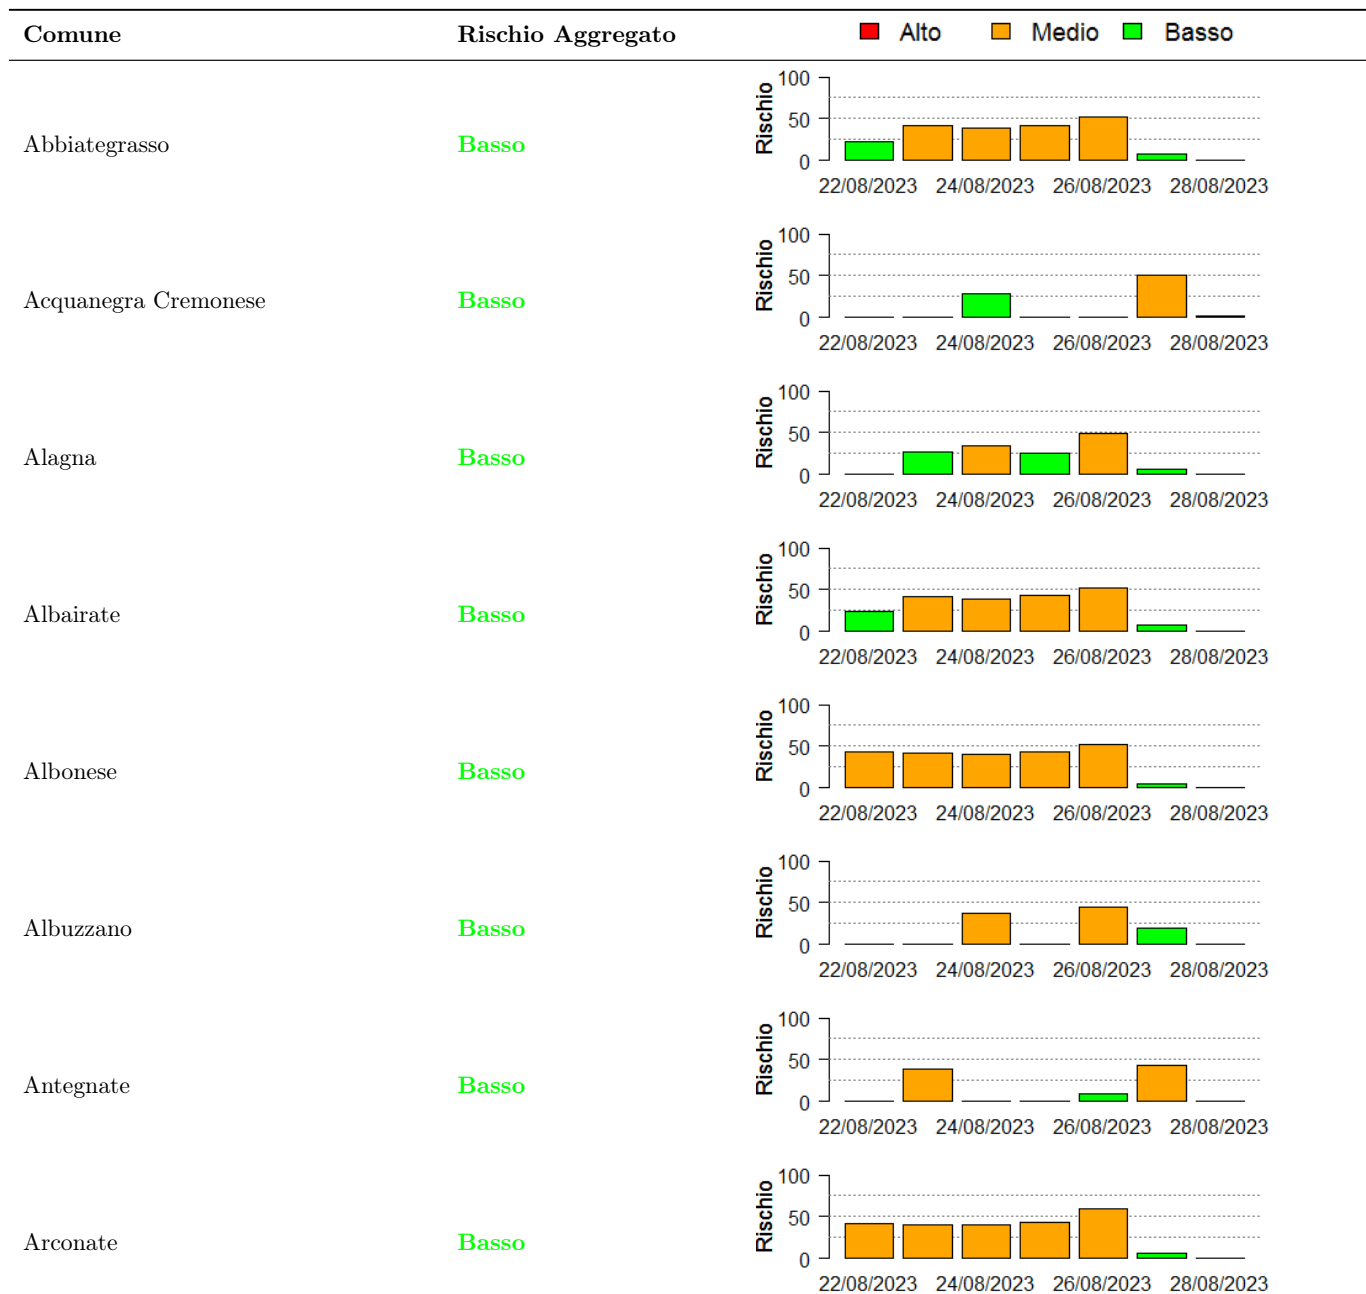 Comune Rischio Aggregato Alto Medio Basso
Abbiategrasso Basso Rischio 100 50 0
22/08/2023 24/08/2023 26/08/2023 28/08/2023
Acquanegra Cremonese Basso Rischio 100 50 0
22/08/2023 24/08/2023 26/08/2023 28/08/2023
Alagna Basso Rischio 100 50 0
22/08/2023 24/08/2023 26/08/2023 28/08/2023
Albairate Basso Rischio 100 50 0
22/08/2023 24/08/2023 26/08/2023 28/08/2023
Albonese Basso Rischio 100 50 0
22/08/2023 24/08/2023 26/08/2023 28/08/2023
Albuzzano Basso Rischio 100 50 0
22/08/2023 24/08/2023 26/08/2023 28/08/2023
Antegnate Basso Rischio 100 50 0
22/08/2023 24/08/2023 26/08/2023 28/08/2023
Arconate Basso Rischio 100 50 0
22/08/2023 24/08/2023 26/08/2023 28/08/2023